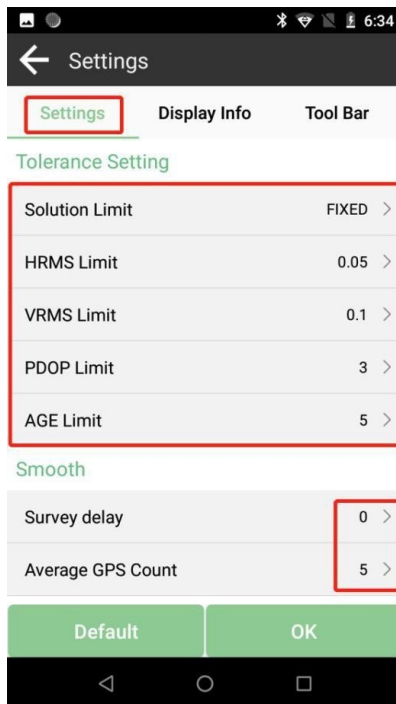 6:34
Settings
Settings Display Info Tool Bar
Tolerance Setting
Solution Limit FIXED
HRMS Limit 0.05
VRMS Limit 0.1
PDOP Limit 3
AGE Limit 5
Smooth
Survey delay 0
Average GPS Count 5
Default OK